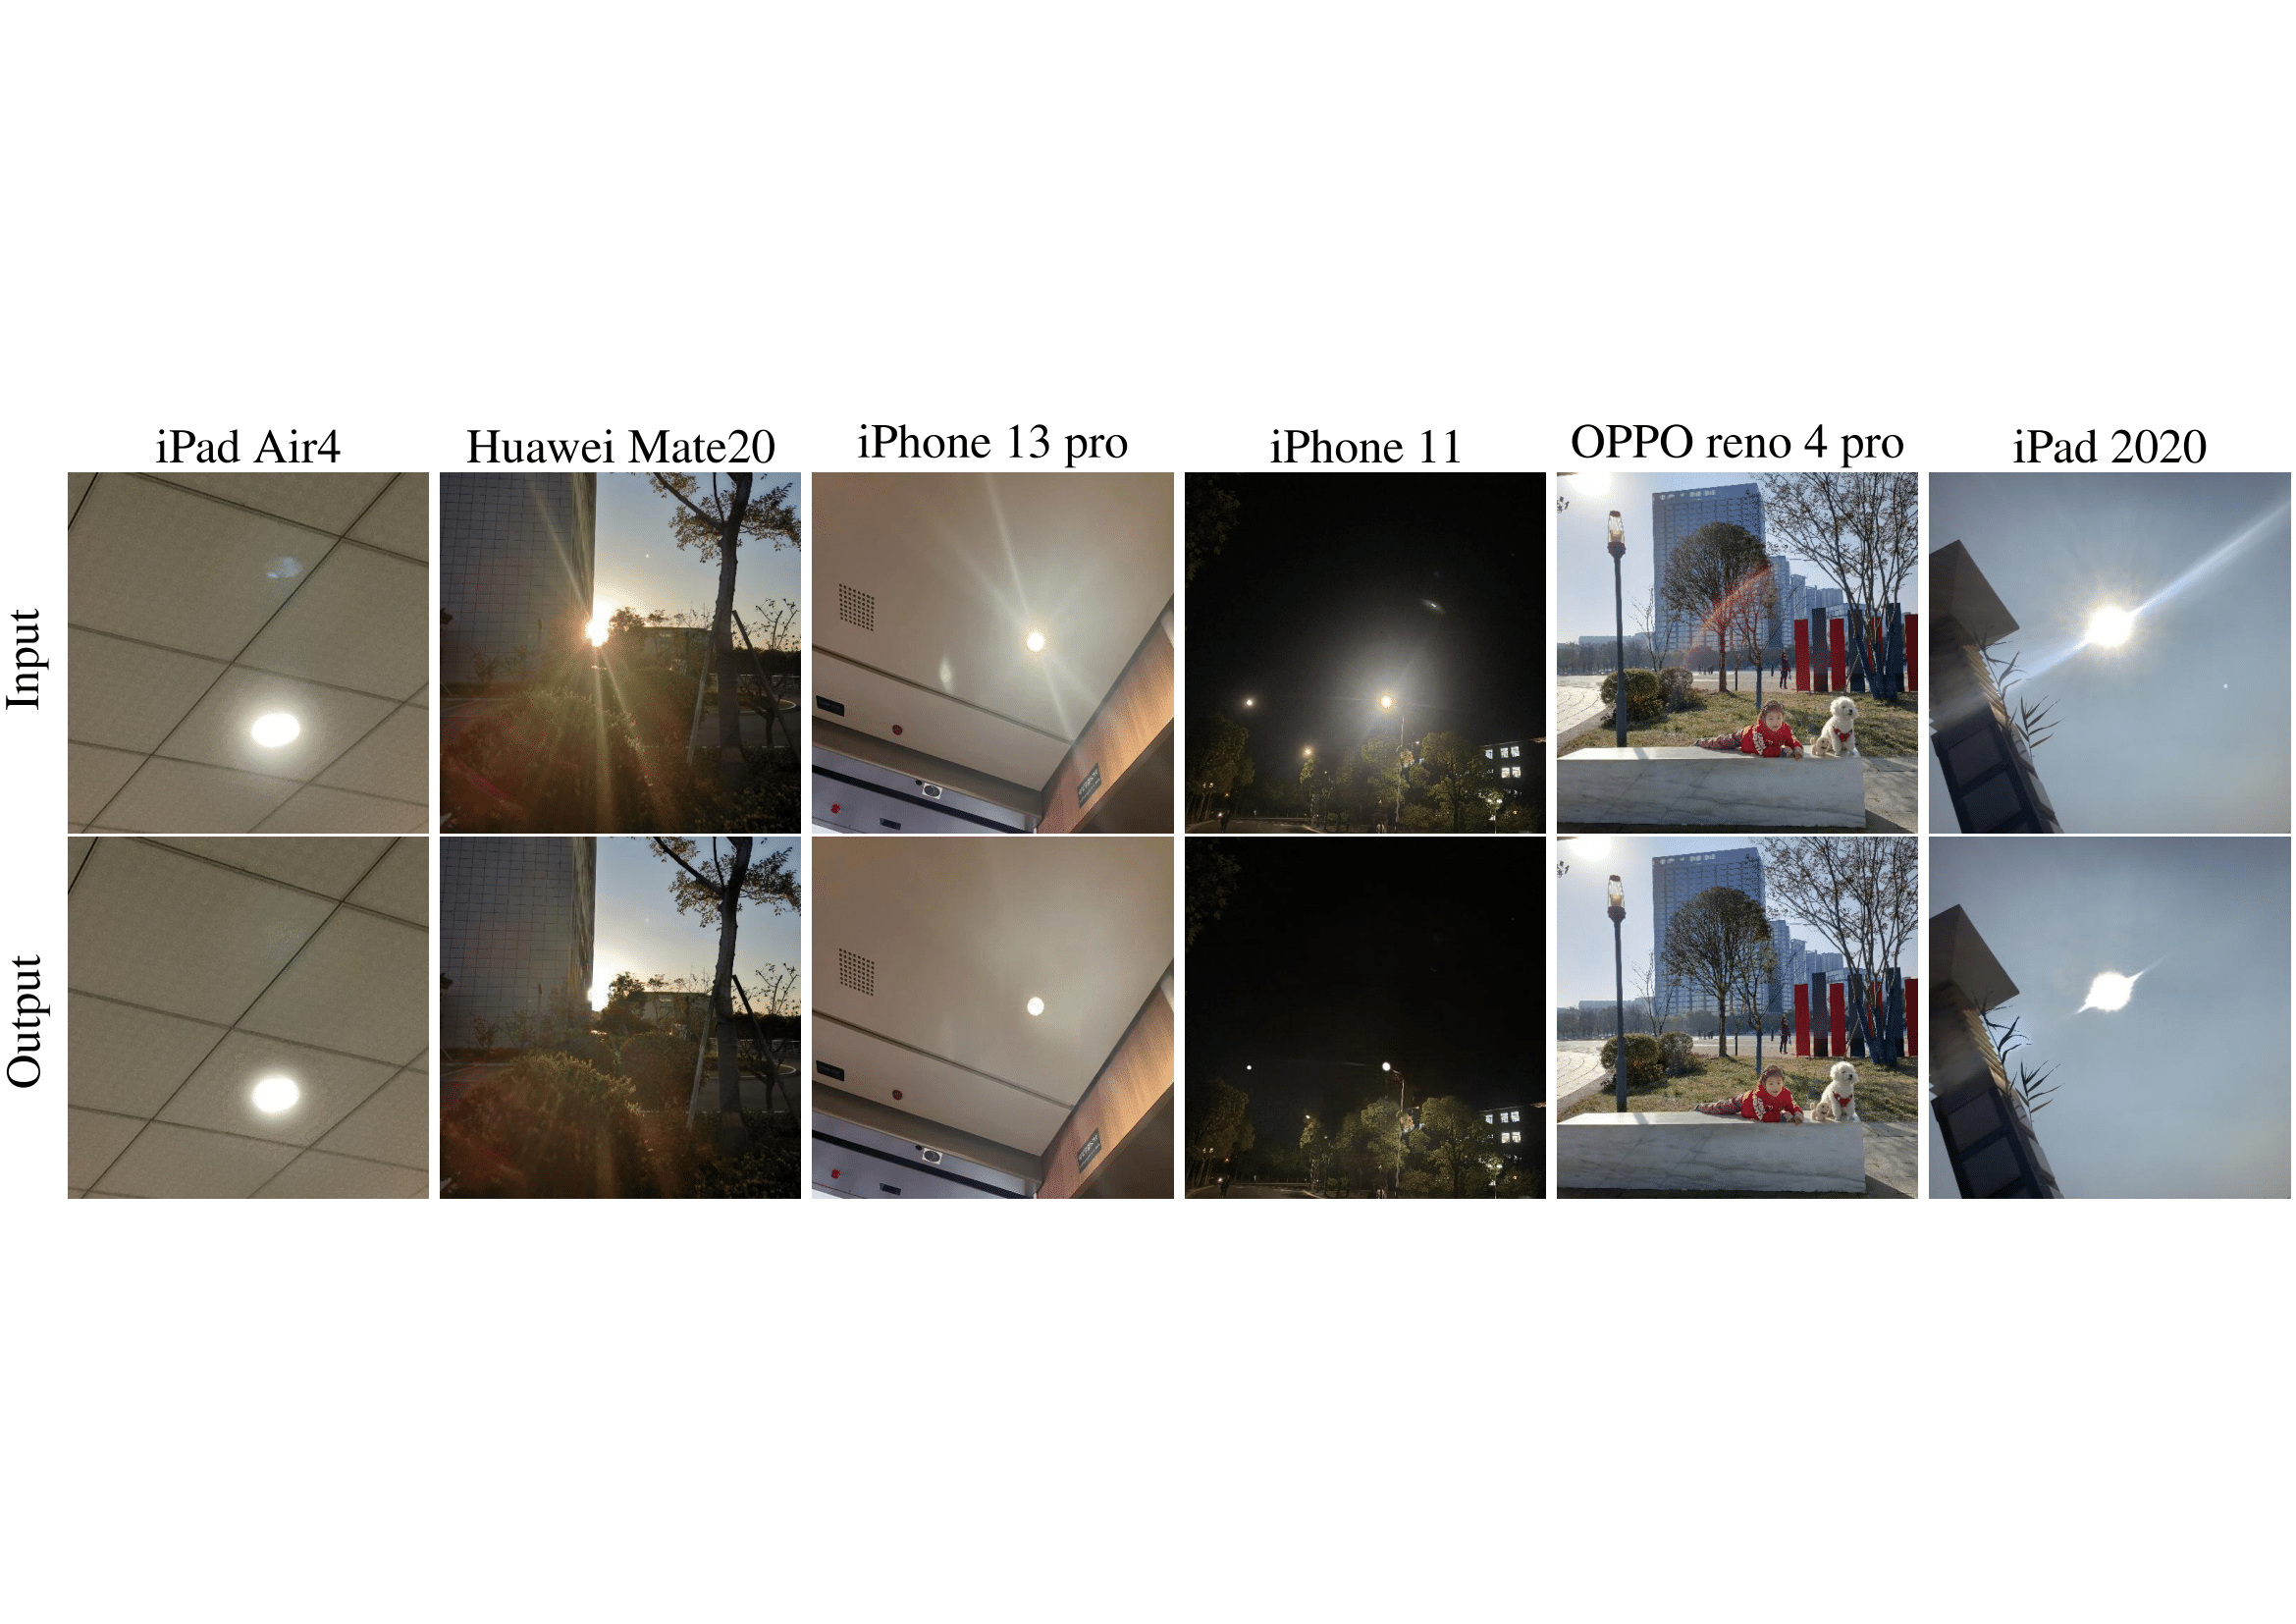 iPad Air4
Huawei Mate20
iPhone 13 pro
iPhone 11
OPPO reno 4 pro
iPad 2020
Input
Output